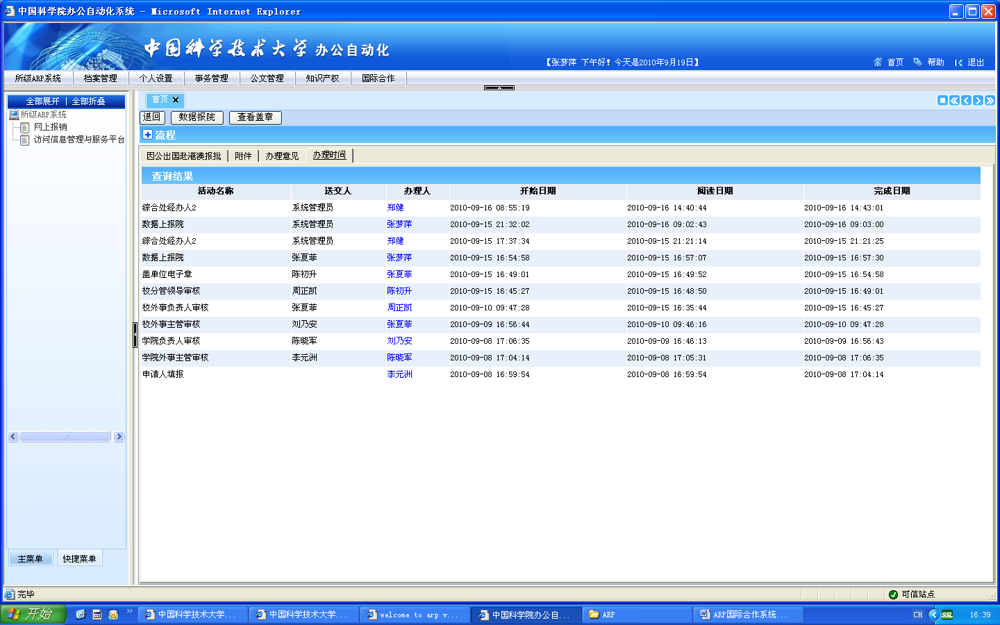 中国科学院办公自动化系统 - Microsoft Internet Explorer
中国科学技术大学 办公自动化
【张梦萍 下午好! 今天是2010年9月19日】 首页 帮助 退出
所级ARP系统 档案管理 个人设置 事务管理 公文管理 知识产权 国际合作
全部展开 | 全部折叠
所级ARP系统
网上报销
访问信息管理与服务平台
首页
退回 数据报院 查看盖章
流程
因公出国赴港澳报批 附件 办理意见 办理时间
查询结果
活动名称 送交人 办理人 开始日期 阅读日期 完成日期
综合处经办人2 系统管理员 郑健 2010-09-16 08:55:19 2010-09-16 14:40:44 2010-09-16 14:43:01
数据上报院 系统管理员 张梦萍 2010-09-15 21:32:02 2010-09-16 09:02:43 2010-09-16 09:03:00
综合处经办人2 系统管理员 郑健 2010-09-15 17:37:34 2010-09-15 21:21:14 2010-09-15 21:21:25
数据上报院 张夏菲 张梦萍 2010-09-15 16:54:58 2010-09-15 16:57:07 2010-09-15 16:57:30
盖单位电子章 陈初升 张夏菲 2010-09-15 16:49:01 2010-09-15 16:49:52 2010-09-15 16:54:58
校分管领导审核 周正凯 陈初升 2010-09-15 16:45:27 2010-09-15 16:48:50 2010-09-15 16:49:01
校外事负责人审核 张夏菲 周正凯 2010-09-10 09:47:28 2010-09-15 16:35:44 2010-09-15 16:45:27
校外事主管审核 刘乃安 张夏菲 2010-09-09 16:56:44 2010-09-10 09:46:16 2010-09-10 09:47:28
学院负责人审核 陈晓军 刘乃安 2010-09-08 17:06:35 2010-09-09 16:46:13 2010-09-09 16:56:43
学院外事主管审核 李元洲 陈晓军 2010-09-08 17:04:14 2010-09-08 17:05:31 2010-09-08 17:06:35
申请人填报 李元洲 2010-09-08 16:59:54 2010-09-08 16:59:54 2010-09-08 17:04:14
主菜单 快捷菜单
完毕 可信站点
开始 中国科学技术大学... 中国科学技术大学... welcome to arp v... 中国科学院办公自... ARP ARP国际合作系统... CH SSL 16:39